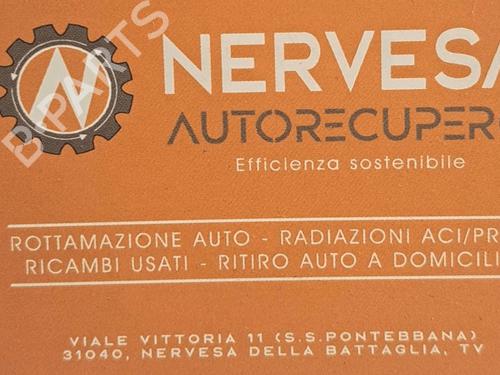 NERVESA
AUTORECUPER
Efficienza sostenibile
ROTTAMAZIONE AUTO - RADIAZIONI ACI/PR
RICAMBI USATI - RITIRO AUTO A DOMICILI
VIALE VITTORIA 11 (S.S.PONTEBBANA)
31040, NERVESA DELLA BATTAGLIA, TV
B-PARTS